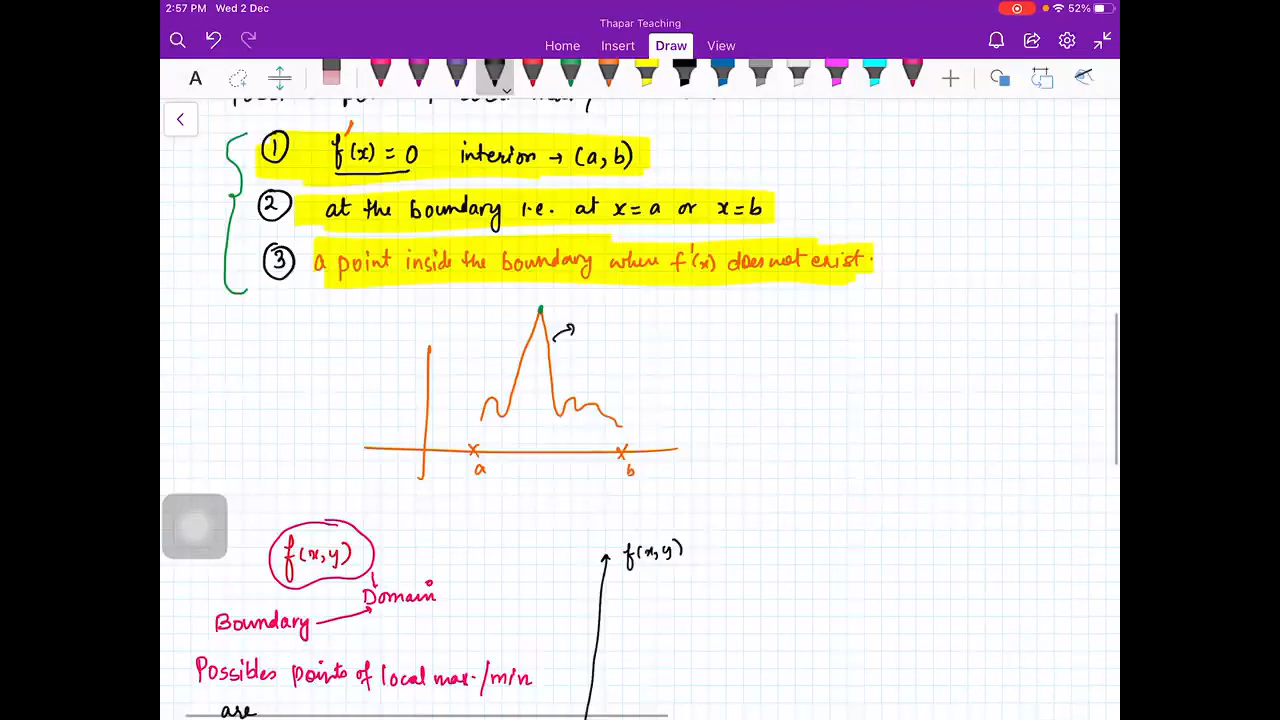 2:57 PM Wed 2 Dec
52%
Thapar Teaching
Home Insert Draw View
A
① f'(x) = 0 interior → (a, b)
② at the boundary i.e. at x = a or x = b
③ a point inside the boundary where f'(x) does not exist.
a b
f(x,y)
f(x,y)
Domain
Boundary
Possibles points of local max./min
are